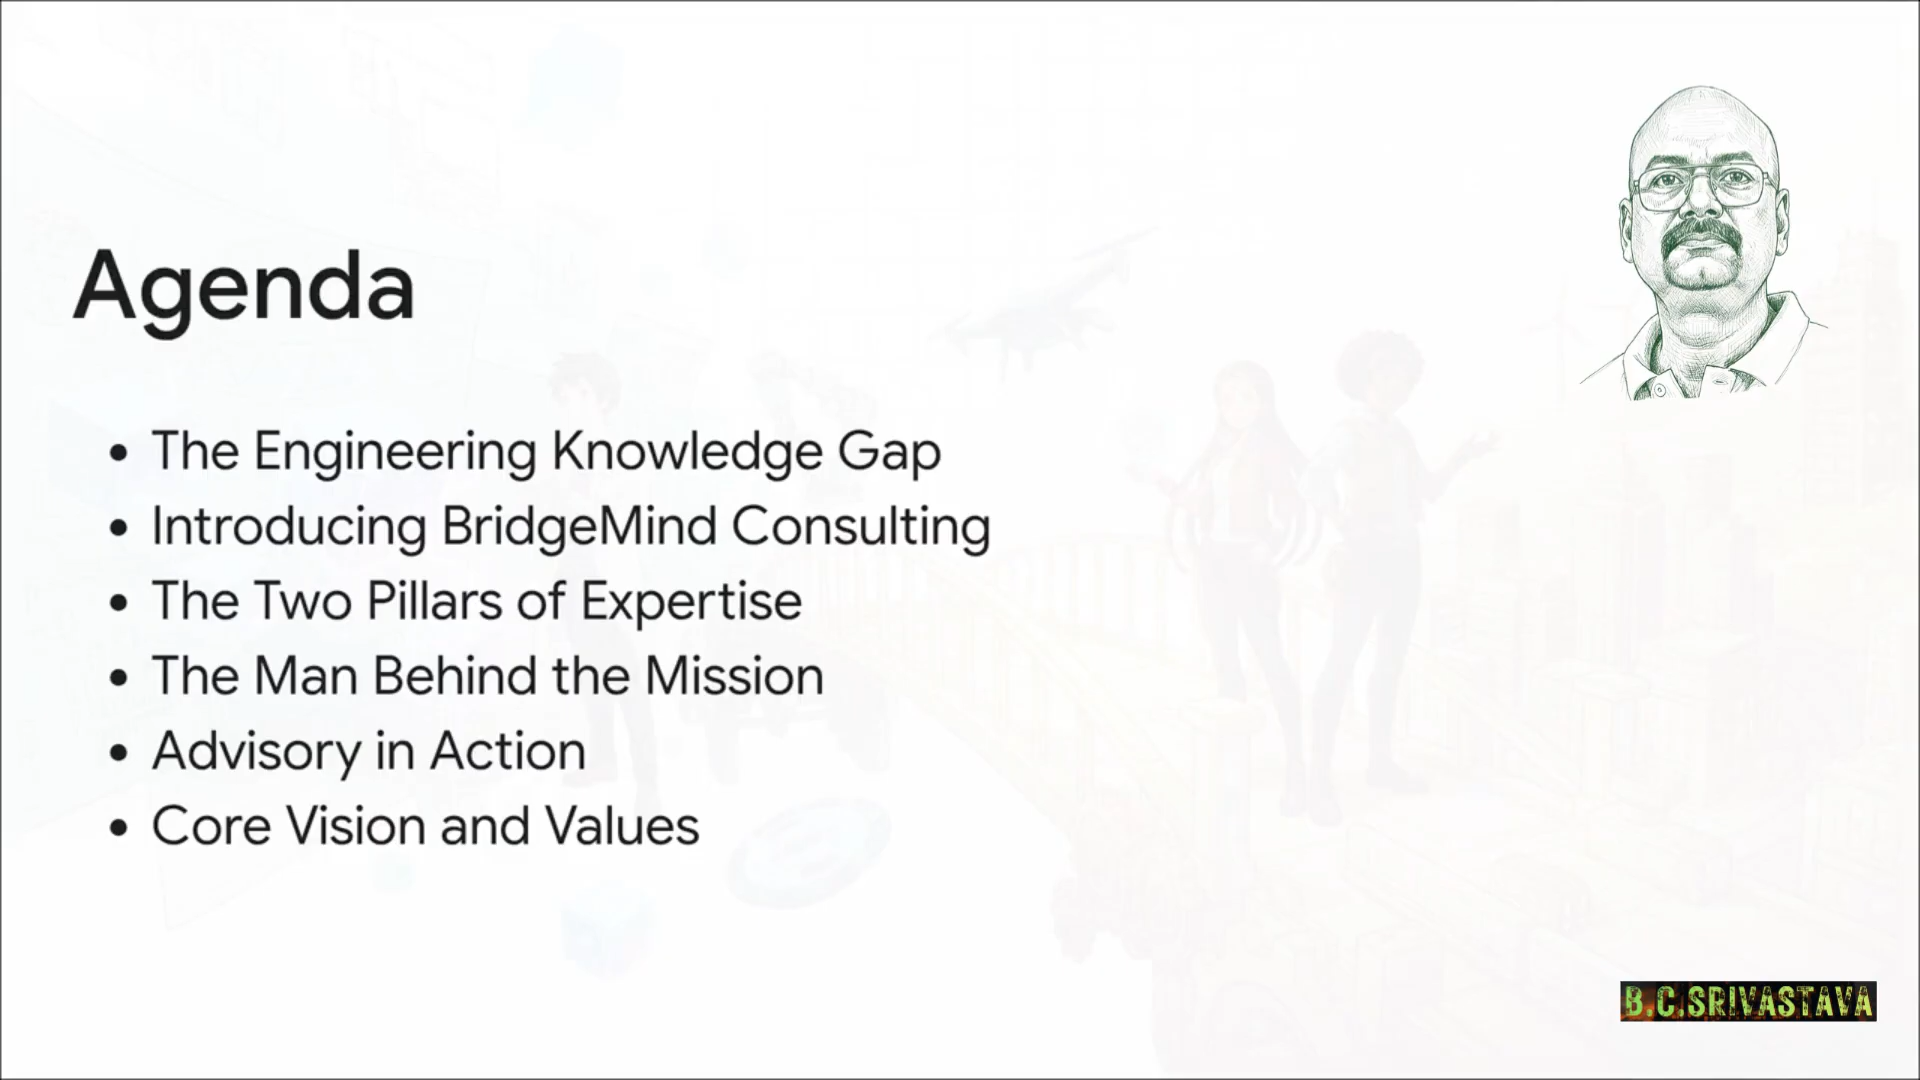 Agenda
• The Engineering Knowledge Gap
• Introducing BridgeMind Consulting
• The Two Pillars of Expertise
• The Man Behind the Mission
• Advisory in Action
• Core Vision and Values
B.C.SRIVASTAVA